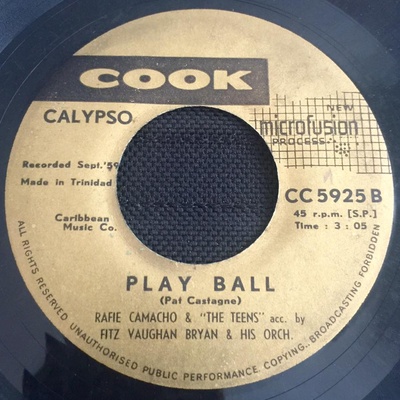 COOK
CALYPSO
NEW
microfusion
PROCESS
Recorded Sept.'59
Made in Trinidad
CC 5925 B
45 r.p.m. [S.P.]
Time : 3 : 05
Caribbean
Music Co.
PLAY BALL
(Pat Castagne)
RAFIE CAMACHO & "THE TEENS" acc. by
FITZ VAUGHAN BRYAN & HIS ORCH.
ALL RIGHTS RESERVED UNAUTHORISED PUBLIC PERFORMANCE, COPYING, BROADCASTING FORBIDDEN